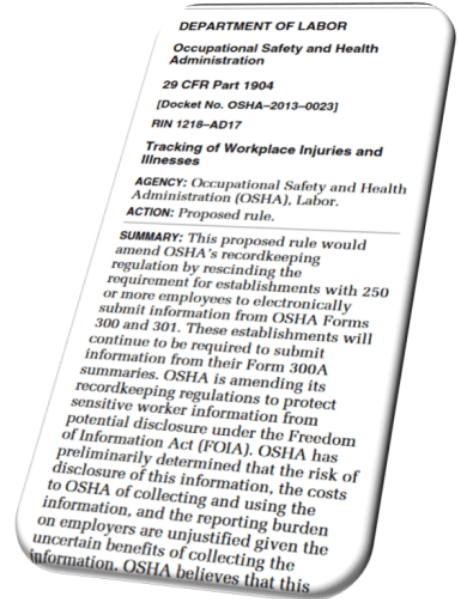 DEPARTMENT OF LABOR
Occupational Safety and Health
Administration
29 CFR Part 1904
[Docket No. OSHA–2013–0023]
RIN 1218–AD17
Tracking of Workplace Injuries and
Illnesses
AGENCY: Occupational Safety and Health
Administration (OSHA), Labor.
ACTION: Proposed rule.
SUMMARY: This proposed rule would
amend OSHA's recordkeeping
regulation by rescinding the
requirement for establishments with 250
or more employees to electronically
submit information from OSHA Forms
300 and 301. These establishments will
continue to be required to submit
information from their Form 300A
summaries. OSHA is amending its
recordkeeping regulations to protect
sensitive worker information from
potential disclosure under the Freedom
of Information Act (FOIA). OSHA has
preliminarily determined that the risk of
disclosure of this information, the costs
to OSHA of collecting and using the
information, and the reporting burden
on employers are unjustified given the
uncertain benefits of collecting the
information. OSHA believes that this